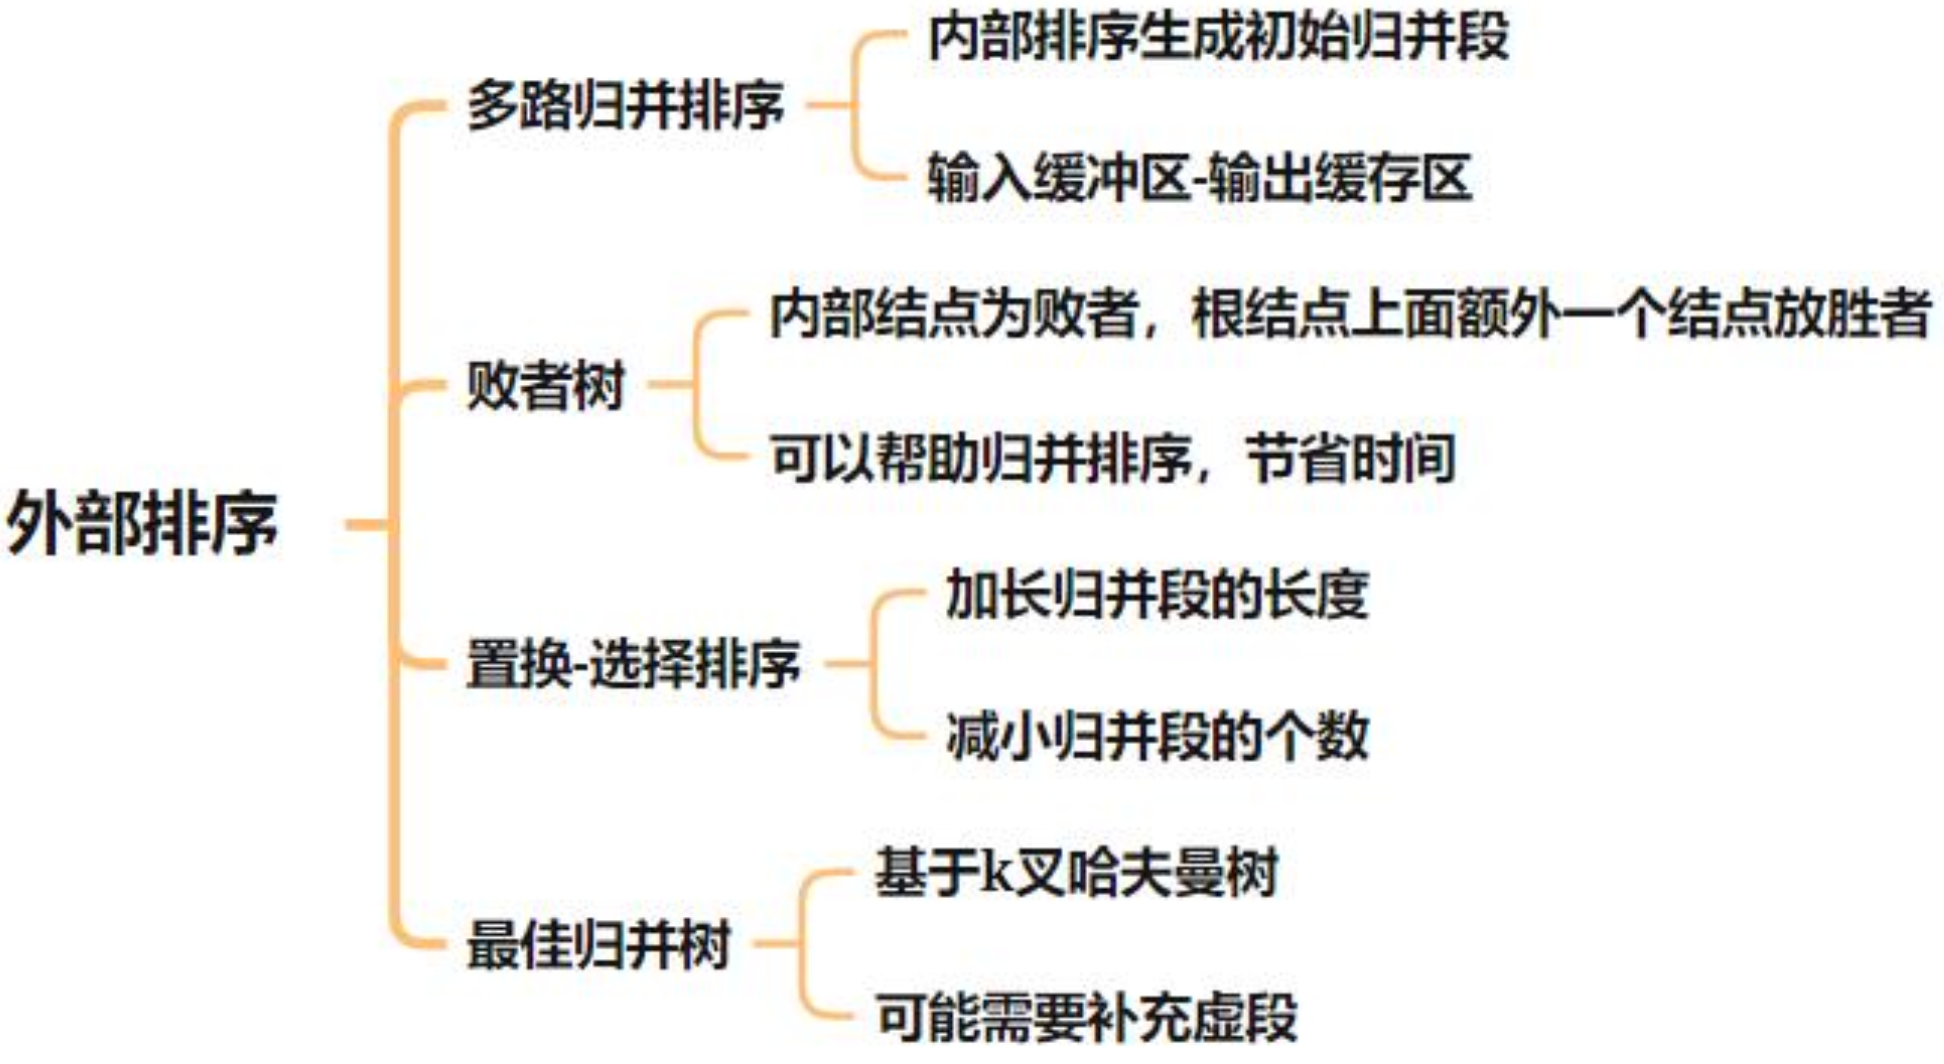 外部排序
多路归并排序
内部排序生成初始归并段
输入缓冲区-输出缓存区
败者树
内部结点为败者，根结点上面额外一个结点放胜者
可以帮助归并排序，节省时间
置换-选择排序
加长归并段的长度
减小归并段的个数
最佳归并树
基于k叉哈夫曼树
可能需要补充虚段